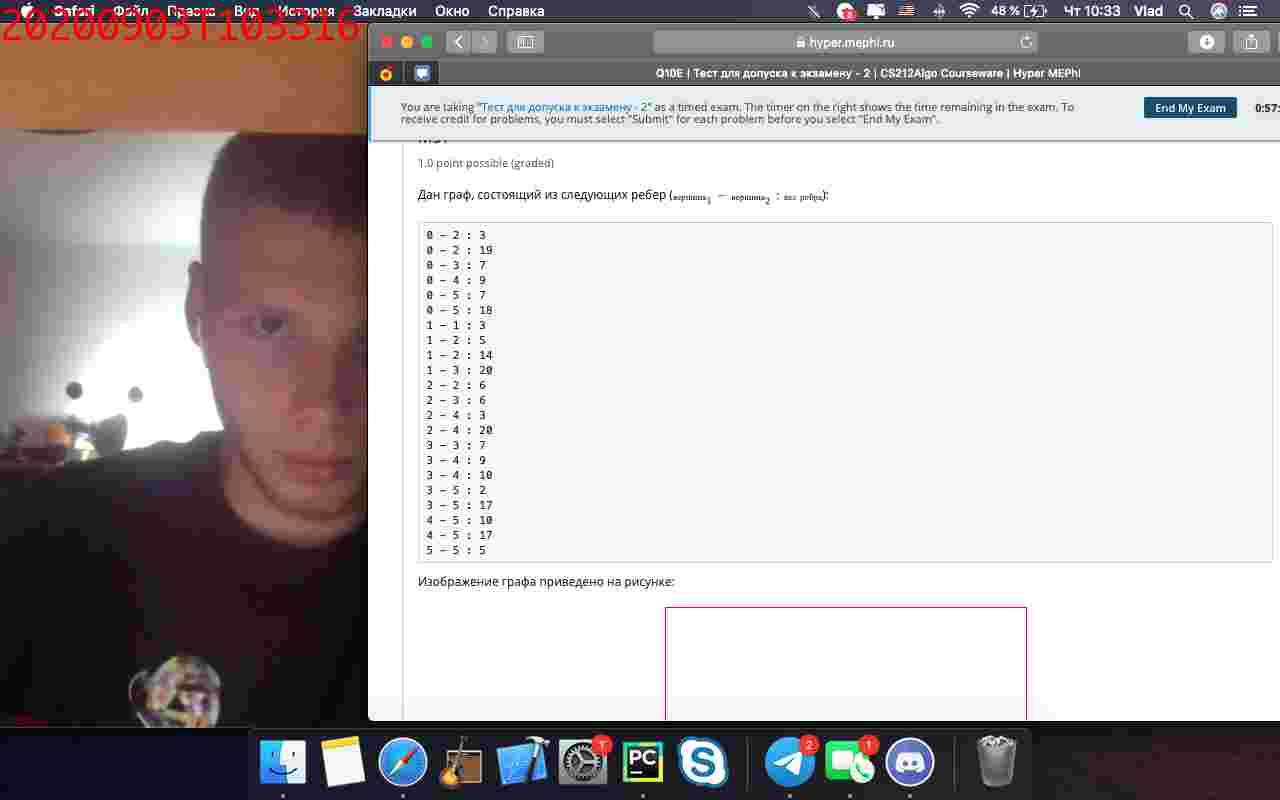 20200903T103316
Safari Файл Правка Вид История Закладки Окно Справка
48 % Чт 10:33 Vlad
hyper.mephi.ru
Q10E | Тест для допуска к экзамену - 2 | CS212Algo Courseware | Hyper MEPhI
You are taking "Тест для допуска к экзамену - 2" as a timed exam. The timer on the right shows the time remaining in the exam. To
receive credit for problems, you must select "Submit" for each problem before you select "End My Exam".
End My Exam
0:57:
1.0 point possible (graded)
Дан граф, состоящий из следующих ребер (вершина1 − вершина2 : вес ребра):
0 – 2 : 3
0 – 2 : 19
0 – 3 : 7
0 – 4 : 9
0 – 5 : 7
0 – 5 : 18
1 – 1 : 3
1 – 2 : 5
1 – 2 : 14
1 – 3 : 20
2 – 2 : 6
2 – 3 : 6
2 – 4 : 3
2 – 4 : 20
3 – 3 : 7
3 – 4 : 9
3 – 4 : 10
3 – 5 : 2
3 – 5 : 17
4 – 5 : 10
4 – 5 : 17
5 – 5 : 5
Изображение графа приведено на рисунке:
PC
2
1